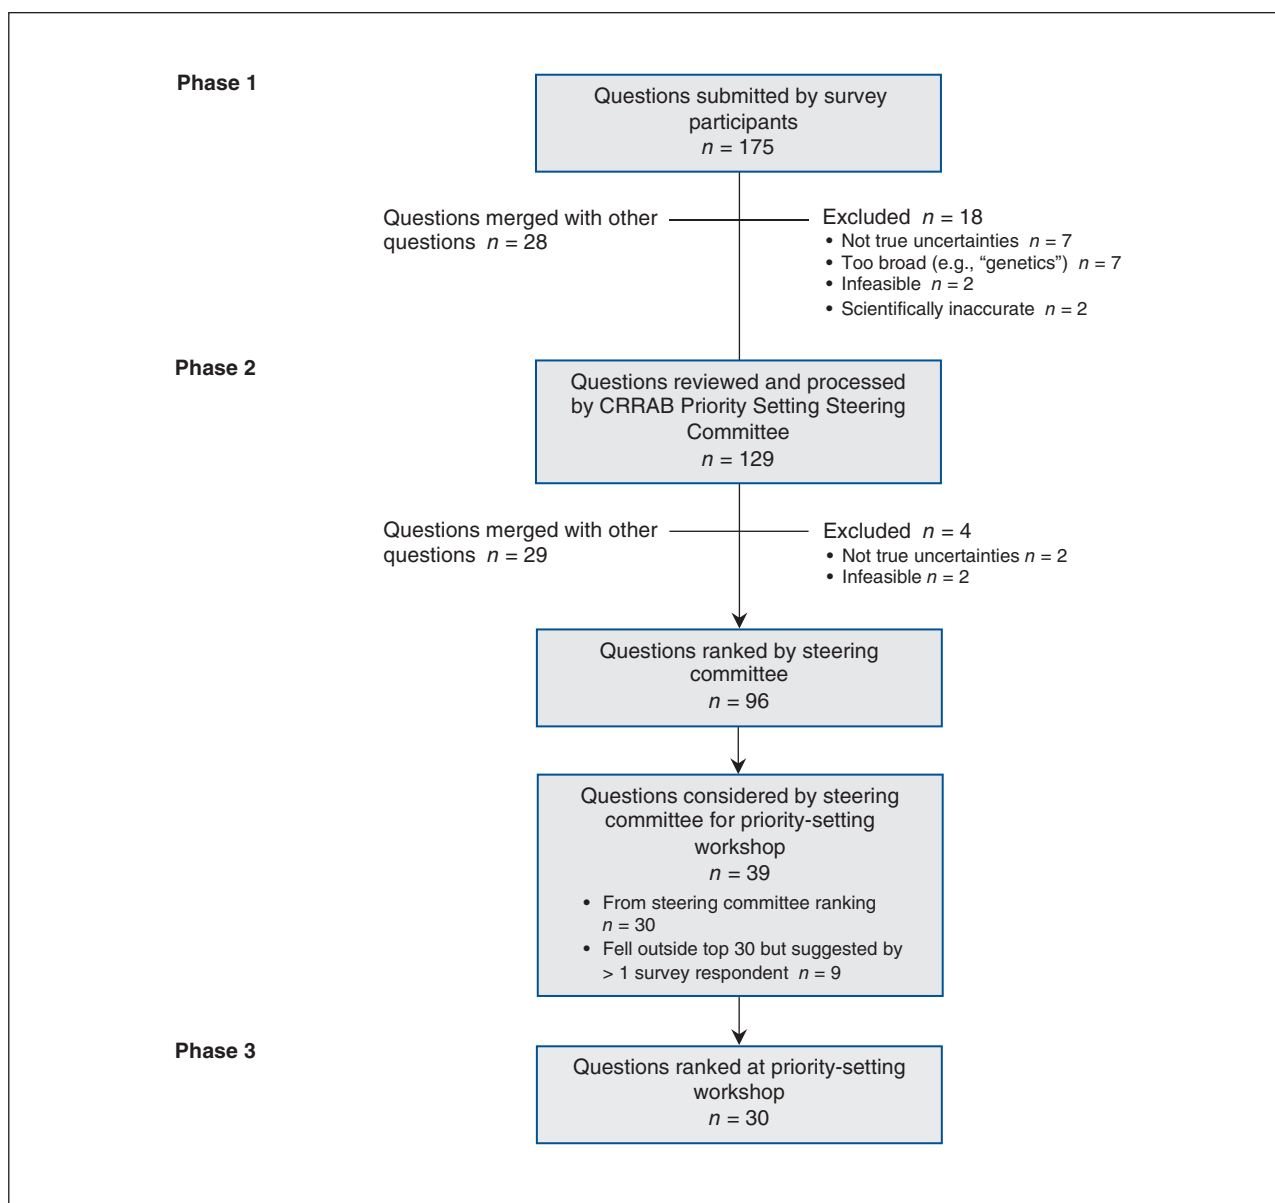 Phase 1
Questions submitted by survey
participants
n = 175
Questions merged with other
questions n = 28
Excluded n = 18
• Not true uncertainties n = 7
• Too broad (e.g., “genetics”) n = 7
• Infeasible n = 2
• Scientifically inaccurate n = 2
Phase 2
Questions reviewed and processed
by CRRAB Priority Setting Steering
Committee
n = 129
Questions merged with other
questions n = 29
Excluded n = 4
• Not true uncertainties n = 2
• Infeasible n = 2
Questions ranked by steering
committee
n = 96
Questions considered by steering
committee for priority-setting
workshop
n = 39
• From steering committee ranking
n = 30
• Fell outside top 30 but suggested by
> 1 survey respondent n = 9
Phase 3
Questions ranked at priority-setting
workshop
n = 30